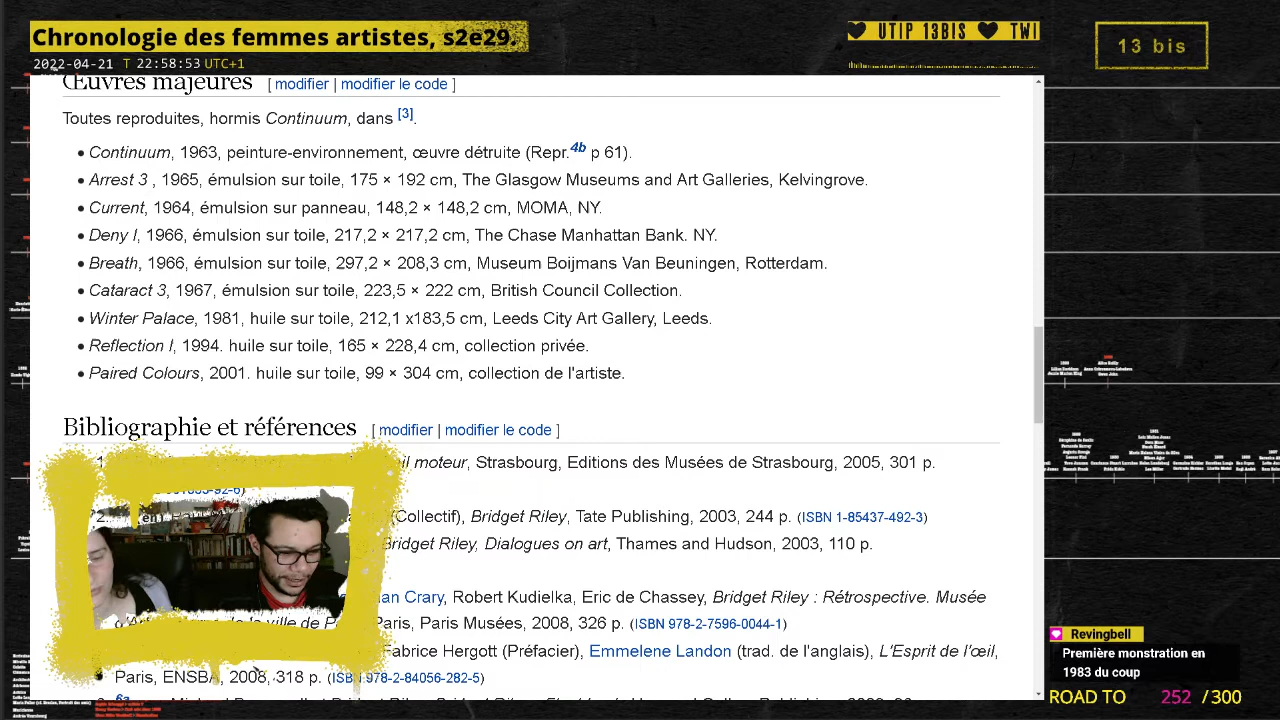 Chronologie des femmes artistes, s2e29.
UTIP 13BIS TWI
13 bis
2022-04-21 T 22:58:53 UTC+1
Œuvres majeures [ modifier | modifier le code ]
Toutes reproduites, hormis Continuum, dans [3].
• Continuum, 1963, peinture-environnement, œuvre détruite (Repr.4b p 61).
• Arrest 3 , 1965, émulsion sur toile, 175 × 192 cm, The Glasgow Museums and Art Galleries, Kelvingrove.
• Current, 1964, émulsion sur panneau, 148,2 × 148,2 cm, MOMA, NY.
• Deny I, 1966, émulsion sur toile, 217,2 × 217,2 cm, The Chase Manhattan Bank. NY.
• Breath, 1966, émulsion sur toile, 297,2 × 208,3 cm, Museum Boijmans Van Beuningen, Rotterdam.
• Cataract 3, 1967, émulsion sur toile, 223,5 × 222 cm, British Council Collection.
• Winter Palace, 1981, huile sur toile, 212,1 x183,5 cm, Leeds City Art Gallery, Leeds.
• Reflection I, 1994. huile sur toile, 165 × 228,4 cm, collection privée.
• Paired Colours, 2001. huile sur toile, cm, collection de l'artiste.
Bibliographie et références [ modifier | modifier le code ]
1. moteur, Strasbourg, Editions des Musées de Strasbourg, 2005, 301 p.
2. (Collectif), Bridget Riley, Tate Publishing, 2003, 244 p. (ISBN 1-85437-492-3)
Bridget Riley, Dialogues on art, Thames and Hudson, 2003, 110 p.
Crary, Robert Kudielka, Eric de Chassey, Bridget Riley : Rétrospective. Musée
Paris, Paris Musées, 2008, 326 p. (ISBN 978-2-7596-0044-1)
Fabrice Hergott (Préfacier), Emmelene Landon (trad. de l'anglais), L'Esprit de l'œil,
Paris, ENSBA, 2008, 318 p. (ISBN 978-2-84056-282-5)
Revingbell
Première monstration en
1983 du coup
ROAD TO 252 /300